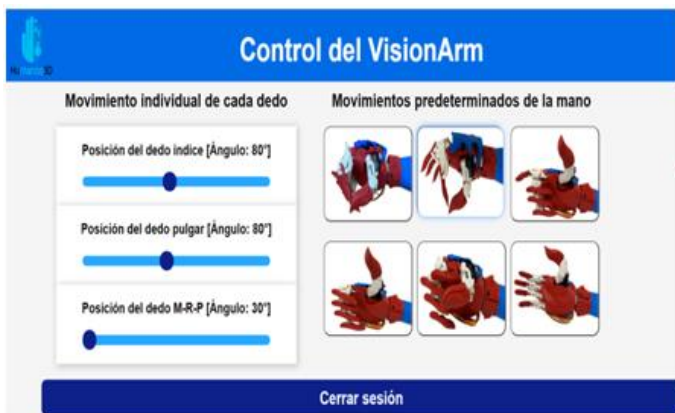 Control del VisionArm
Movimiento individual de cada dedo
Movimientos predeterminados de la mano
Posición del dedo índice [Ángulo: 80°]
Posición del dedo pulgar [Ángulo: 80°]
Posición del dedo M-R-P [Ángulo: 30°]
Cerrar sesión